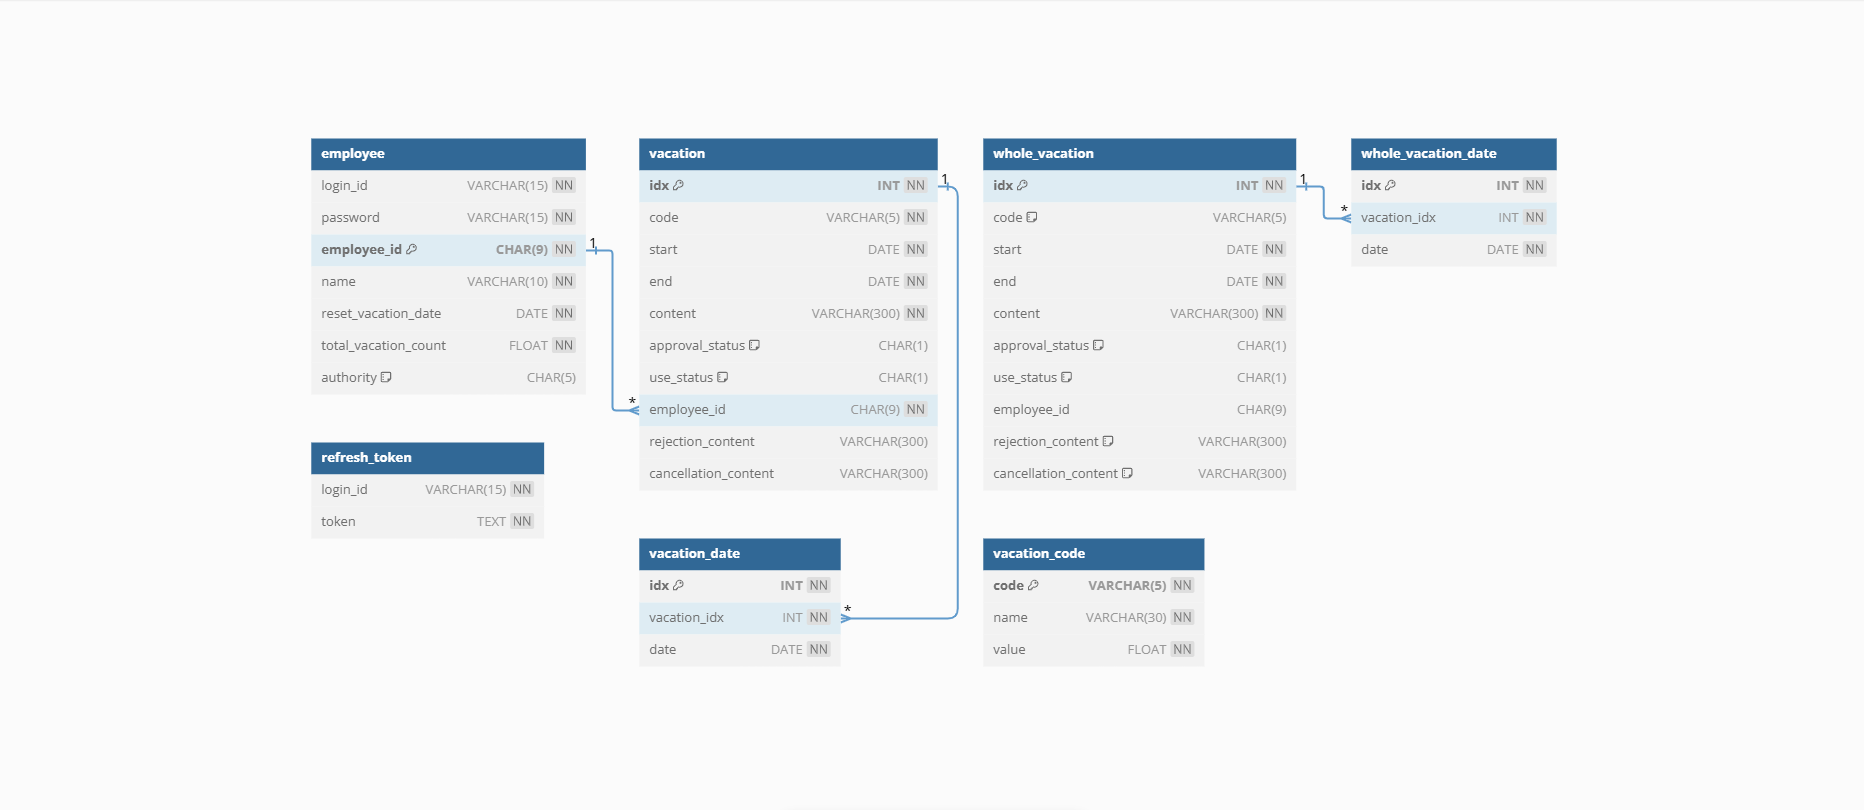 employee
login_id VARCHAR(15) NN
password VARCHAR(15) NN
employee_id CHAR(9) NN 1
name VARCHAR(10) NN
reset_vacation_date DATE NN
total_vacation_count FLOAT NN
authority CHAR(5)
refresh_token
login_id VARCHAR(15) NN
token TEXT NN
vacation
idx INT NN 1
code VARCHAR(5) NN
start DATE NN
end DATE NN
content VARCHAR(300) NN
approval_status CHAR(1)
use_status CHAR(1)
* employee_id CHAR(9) NN
rejection_content VARCHAR(300)
cancellation_content VARCHAR(300)
vacation_date
idx INT NN
vacation_idx INT NN *
date DATE NN
whole_vacation
idx INT NN 1
code VARCHAR(5)
start DATE NN
end DATE NN
content VARCHAR(300) NN
approval_status CHAR(1)
use_status CHAR(1)
employee_id CHAR(9)
rejection_content VARCHAR(300)
cancellation_content VARCHAR(300)
vacation_code
code VARCHAR(5) NN
name VARCHAR(30) NN
value FLOAT NN
whole_vacation_date
idx INT NN
* vacation_idx INT NN
date DATE NN